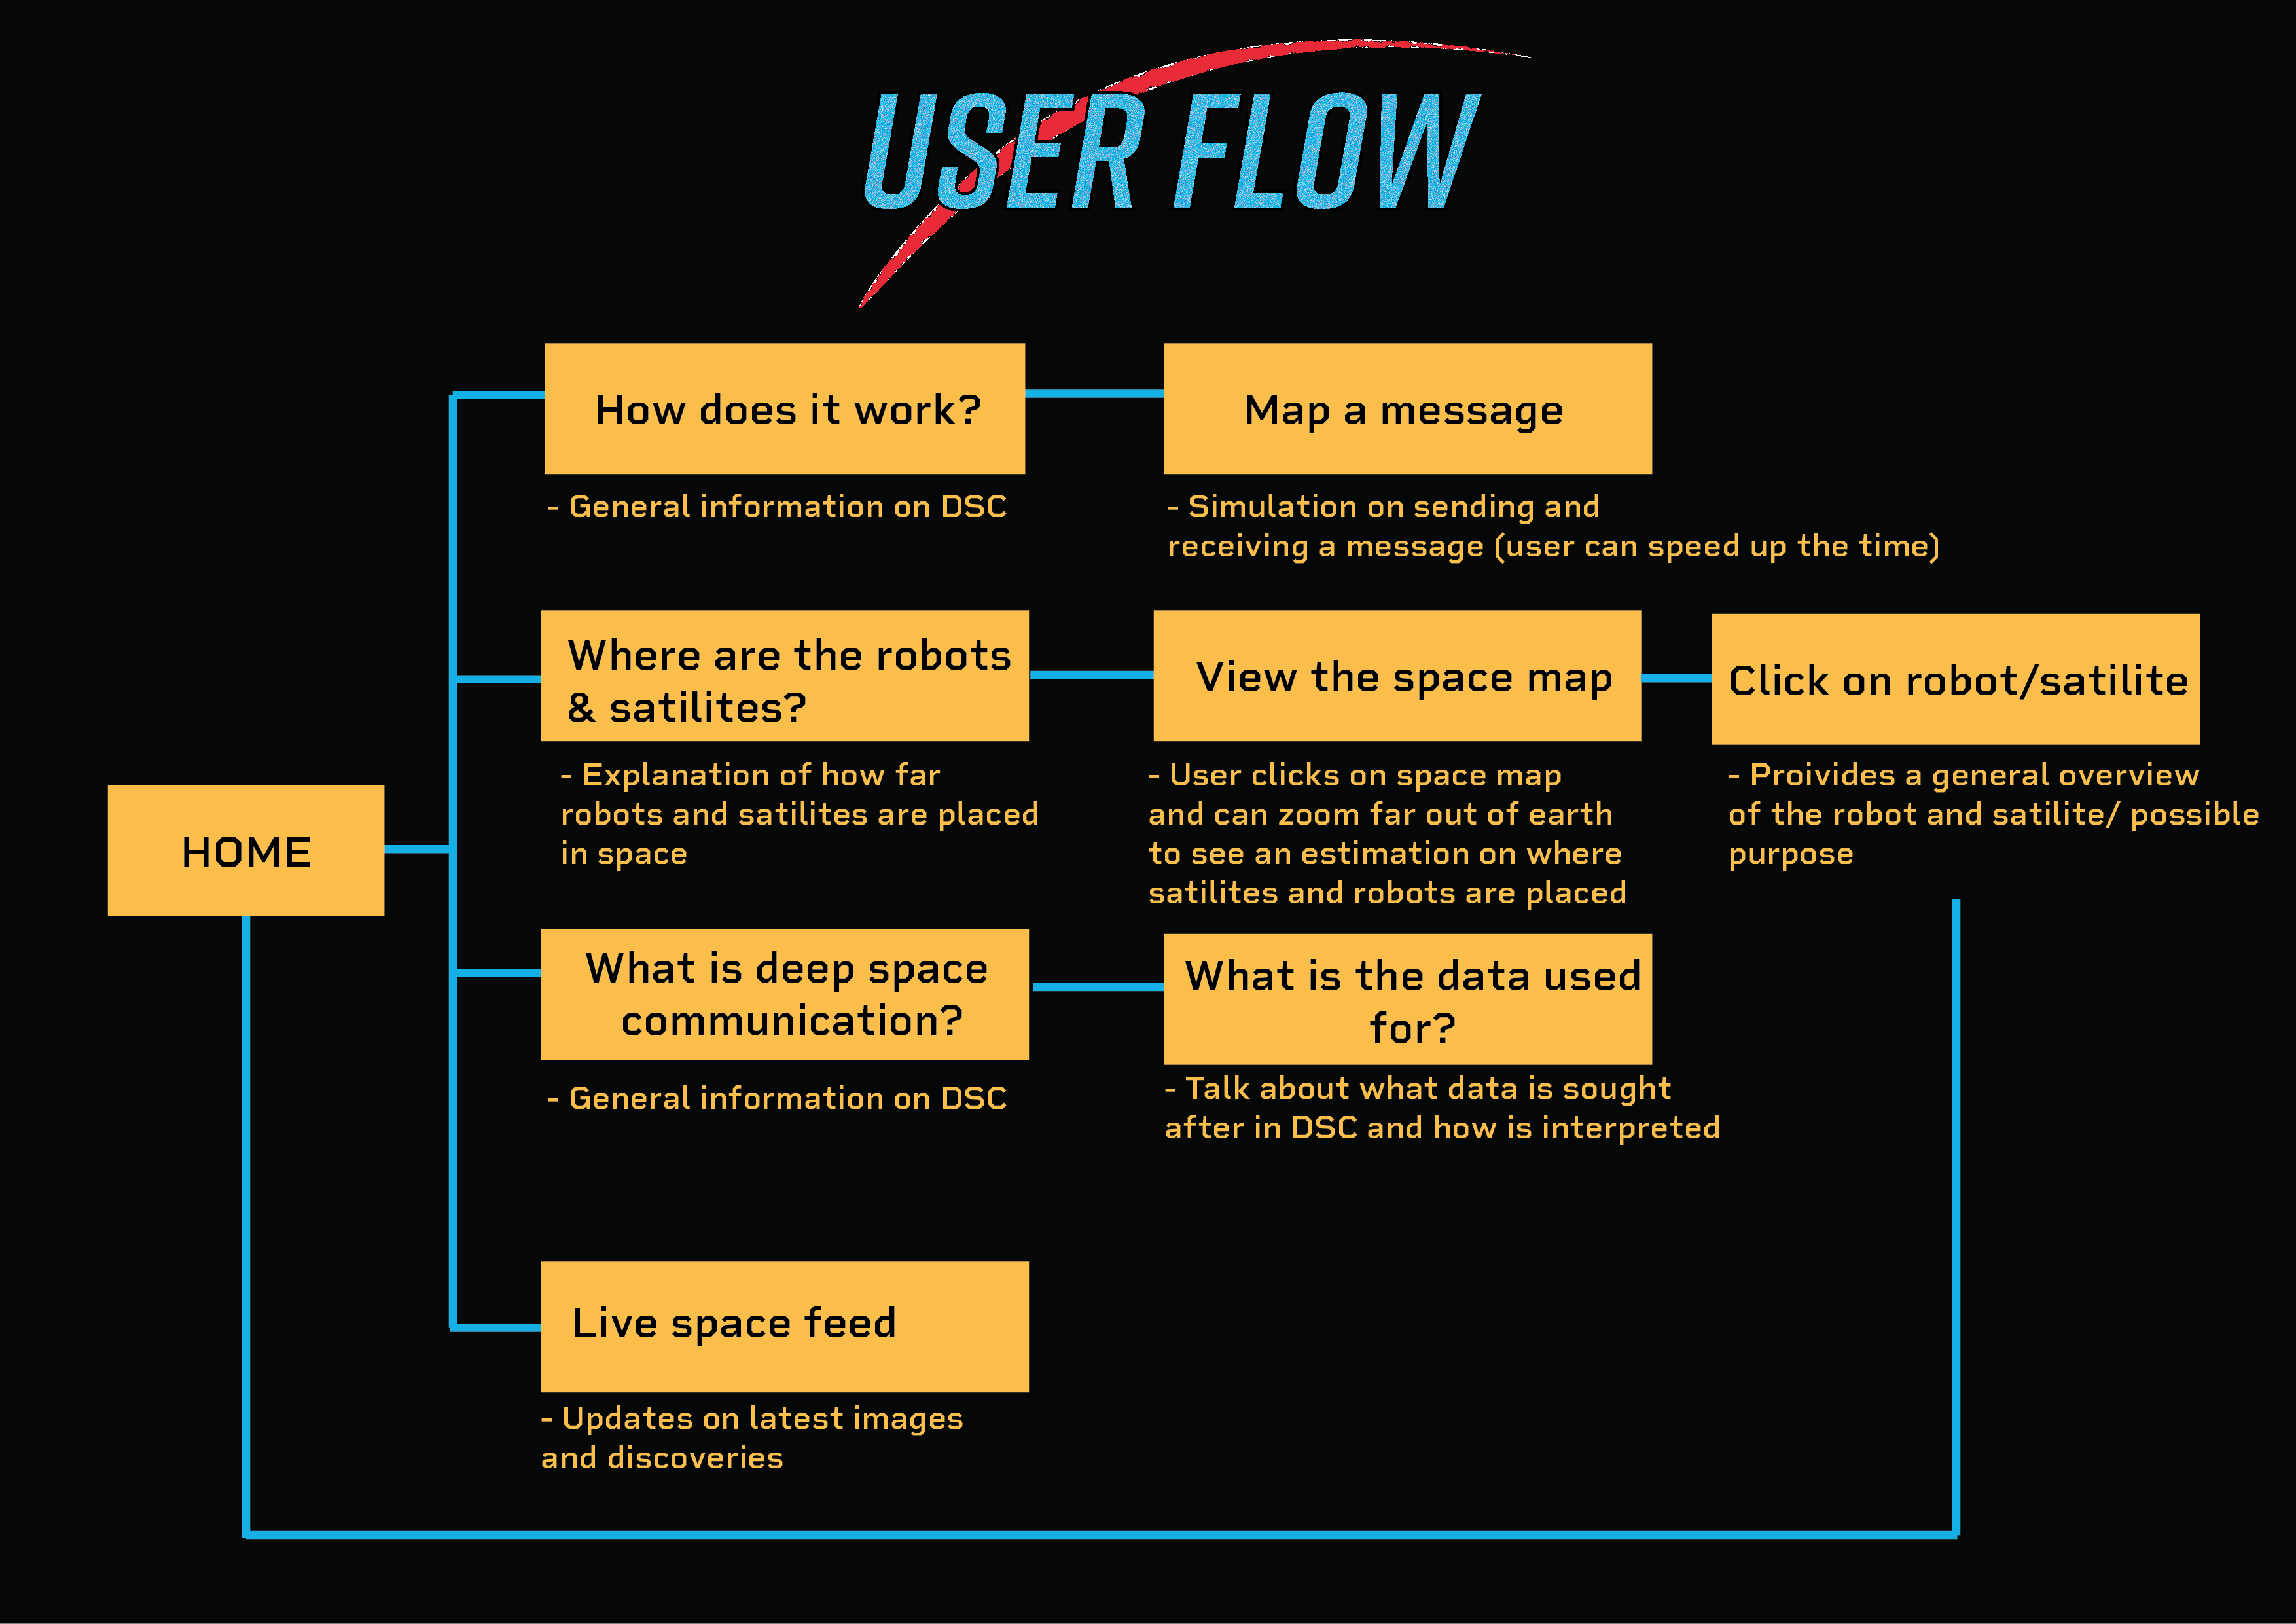 USER FLOW
How does it work?
- General information on DSC
Map a message
- Simulation on sending and
receiving a message (user can speed up the time)
Where are the robots
& satilites?
- Explanation of how far
robots and satilites are placed
in space
View the space map
- User clicks on space map
and can zoom far out of earth
to see an estimation on where
satilites and robots are placed
Click on robot/satilite
- Proivides a general overview
of the robot and satilite/ possible
purpose
HOME
What is deep space
communication?
- General information on DSC
What is the data used
for?
- Talk about what data is sought
after in DSC and how is interpreted
Live space feed
- Updates on latest images
and discoveries